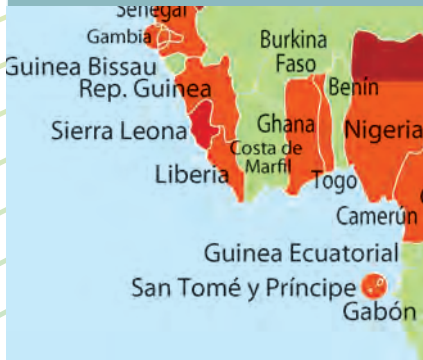 Senegal
Gambia
Burkina
Faso
Guinea Bissau
Rep. Guinea
Benín
Sierra Leona
Ghana
Nigeria
Costa de
Marfil
Liberia
Togo
Camerún
Guinea Ecuatorial
San Tomé y Príncipe
Gabón